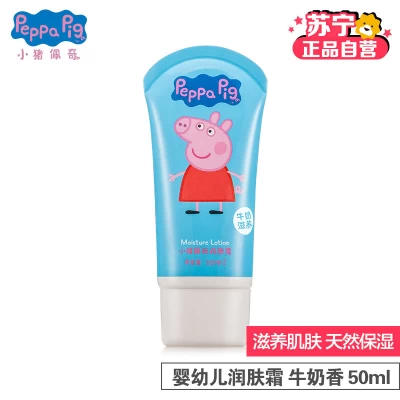 Peppa Pig
小猪佩奇
苏宁
正品自营
Peppa Pig
牛奶
滋养
Moisture Lotion
滋养肌肤 天然保湿
婴幼儿润肤霜 牛奶香 50ml